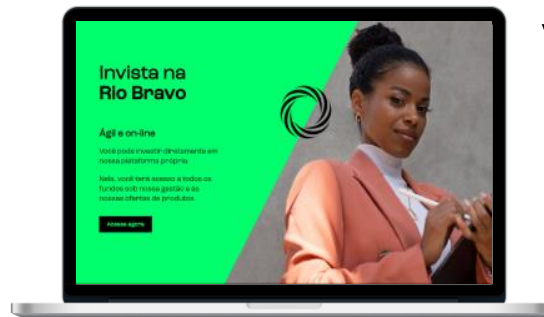 Invista na
Rio Bravo
Ágil e on-line
Você pode investir diretamente em
nossa plataforma própria.
Nela, você terá acesso a todos os
fundos sob nossa gestão e às
nossas ofertas de produtos.
Acesse agora